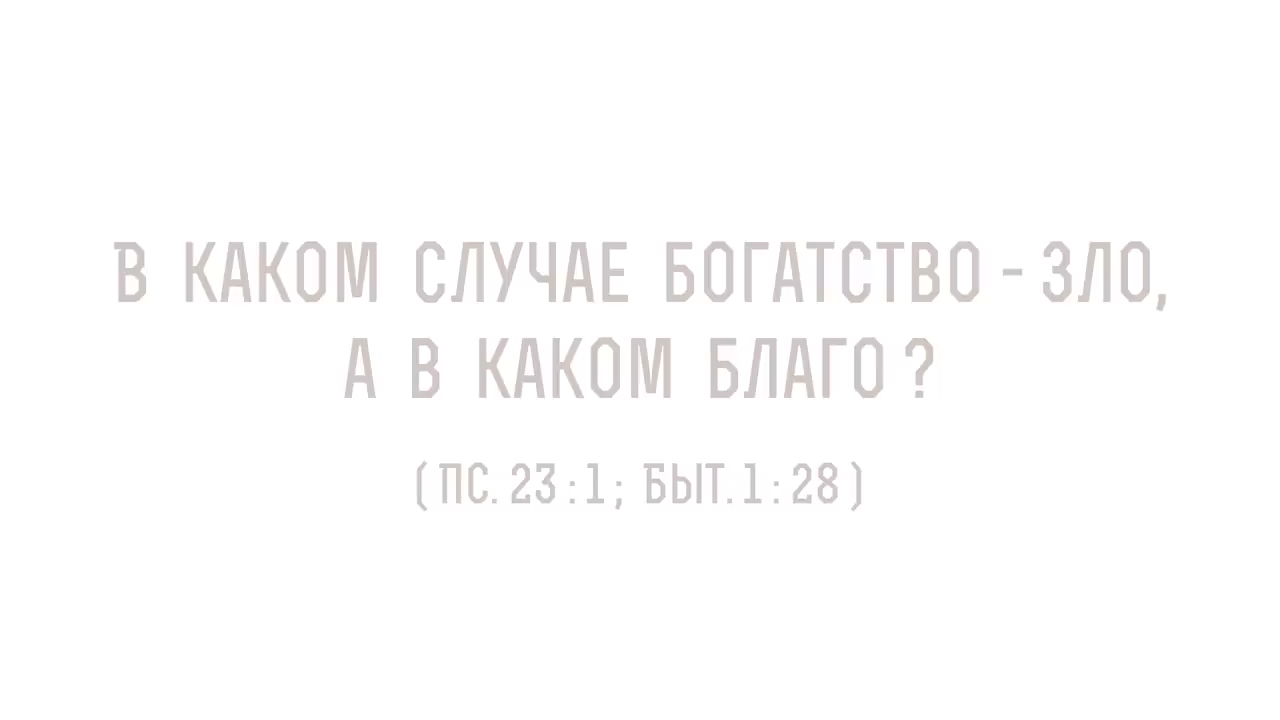 В КАКОМ СЛУЧАЕ БОГАТСТВО - ЗЛО,
А В КАКОМ БЛАГО ?
( ПС. 23 : 1 ; БЫТ. 1 : 28 )